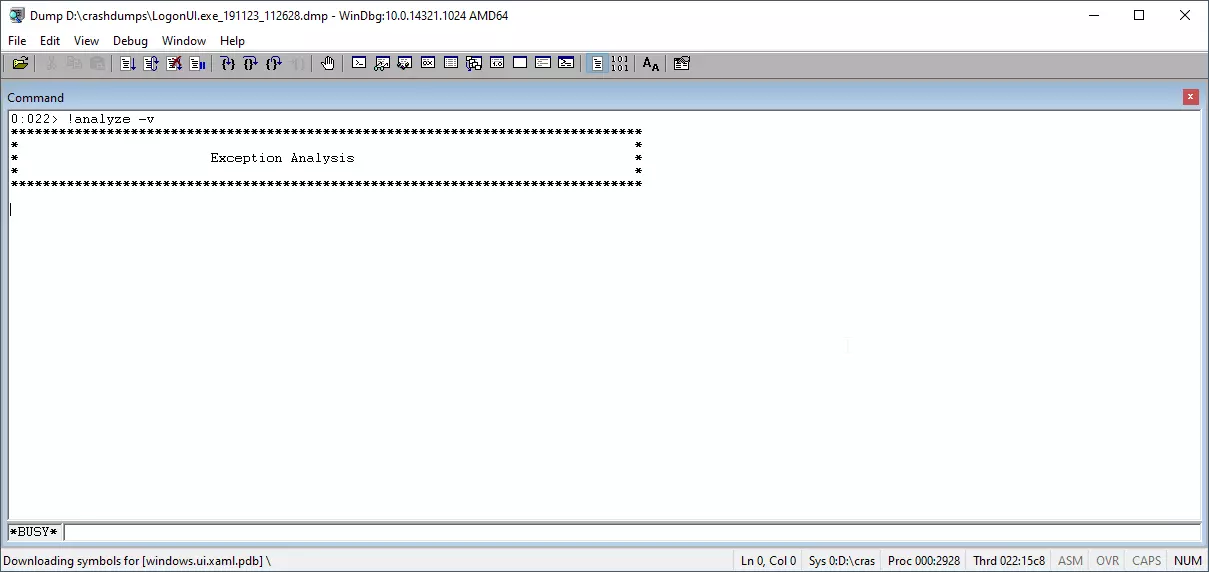 Dump D:\crashdumps\LogonUI.exe_191123_112628.dmp - WinDbg:10.0.14321.1024 AMD64
File Edit View Debug Window Help
Command
0:022> !analyze -v
*******************************************************************************
*                                                                             *
*                        Exception Analysis                                   *
*                                                                             *
*******************************************************************************
*BUSY*
Downloading symbols for [windows.ui.xaml.pdb] \ Ln 0, Col 0 Sys 0:D:\cras Proc 000:2928 Thrd 022:15c8 ASM OVR CAPS NUM